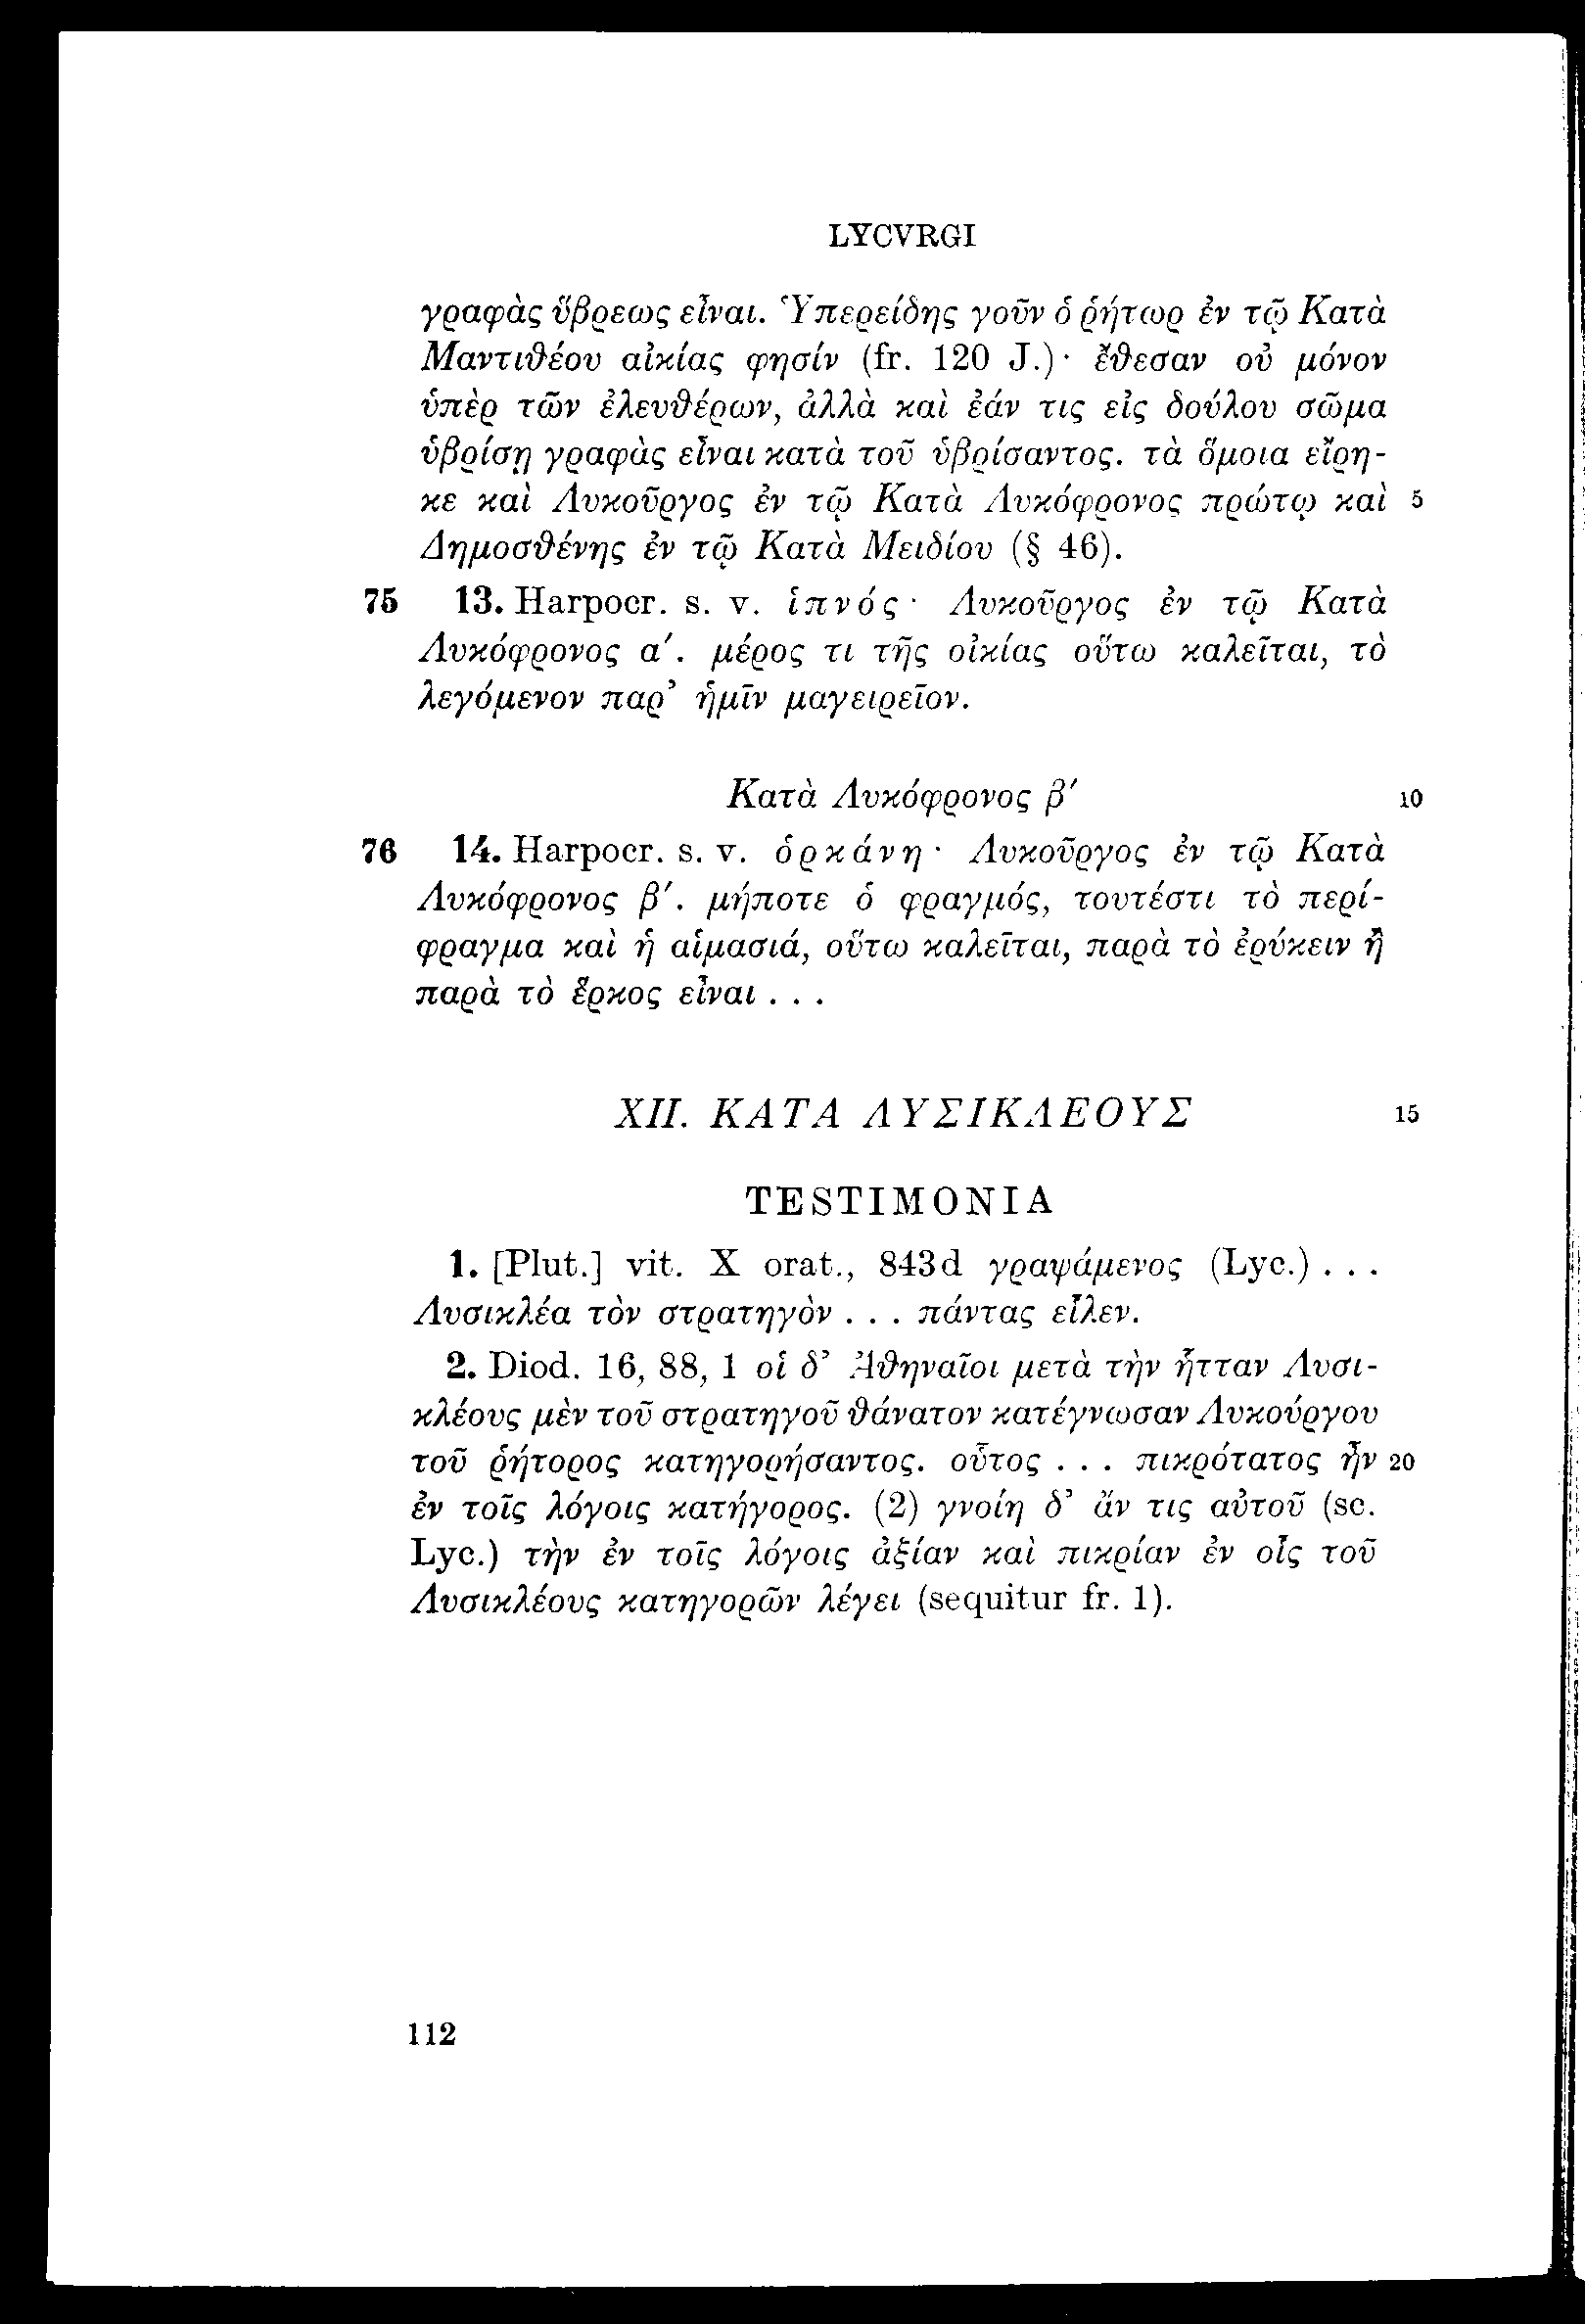 LYCVRGI
γραφὰς ὕβρεως εἶναι. Ὑπερείδης γοῦν ὁ ῥήτωρ ἐν τῷ Κατὰ
Μαντιθέου αἰκίας φησίν (fr. 120 J.)· ἔθεσαν οὐ μόνον
ὑπὲρ τῶν ἐλευθέρων, ἀλλὰ καὶ ἐάν τις εἰς δούλου σῶμα
ὑβρίσῃ γραφὰς εἶναι κατὰ τοῦ ὑβρίσαντος. τὰ ὅμοια εἴρη-
κε καὶ Λυκοῦργος ἐν τῷ Κατὰ Λυκόφρονος πρώτῳ καὶ 5
Δημοσθένης ἐν τῷ Κατὰ Μειδίου (§ 46).
75 13. Harpocr. s. v. ἱπνός· Λυκοῦργος ἐν τῷ Κατὰ
Λυκόφρονος α΄. μέρος τι τῆς οἰκίας οὕτω καλεῖται, τὸ
λεγόμενον παρ’ ἡμῖν μαγειρεῖον.
Κατὰ Λυκόφρονος β΄ 10
76 14. Harpocr. s. v. ὁρκάνη· Λυκοῦργος ἐν τῷ Κατὰ
Λυκόφρονος β΄. μήποτε ὁ φραγμός, τουτέστι τὸ περί-
φραγμα καὶ ἡ αἱμασιά, οὕτω καλεῖται, παρὰ τὸ ἐρύκειν ἢ
παρὰ τὸ ἕρκος εἶναι . . .
XII. ΚΑΤΑ ΛΥΣΙΚΛΕΟΥΣ 15
TESTIMONIA
1. [Plut.] vit. X orat., 843d γραψάμενος (Lyc.) . . .
Λυσικλέα τὸν στρατηγὸν . . . πάντας εἷλεν.
2. Diod. 16, 88, 1 οἱ δ’ Ἀθηναῖοι μετὰ τὴν ἧτταν Λυσι-
κλέους μὲν τοῦ στρατηγοῦ θάνατον κατέγνωσαν Λυκούργου
τοῦ ῥήτορος κατηγορήσαντος. οὗτος . . . πικρότατος ἦν 20
ἐν τοῖς λόγοις κατήγορος. (2) γνοίη δ’ ἄν τις αὐτοῦ (sc.
Lyc.) τὴν ἐν τοῖς λόγοις ἀξίαν καὶ πικρίαν ἐν οἷς τοῦ
Λυσικλέους κατηγορῶν λέγει (sequitur fr. 1).
112